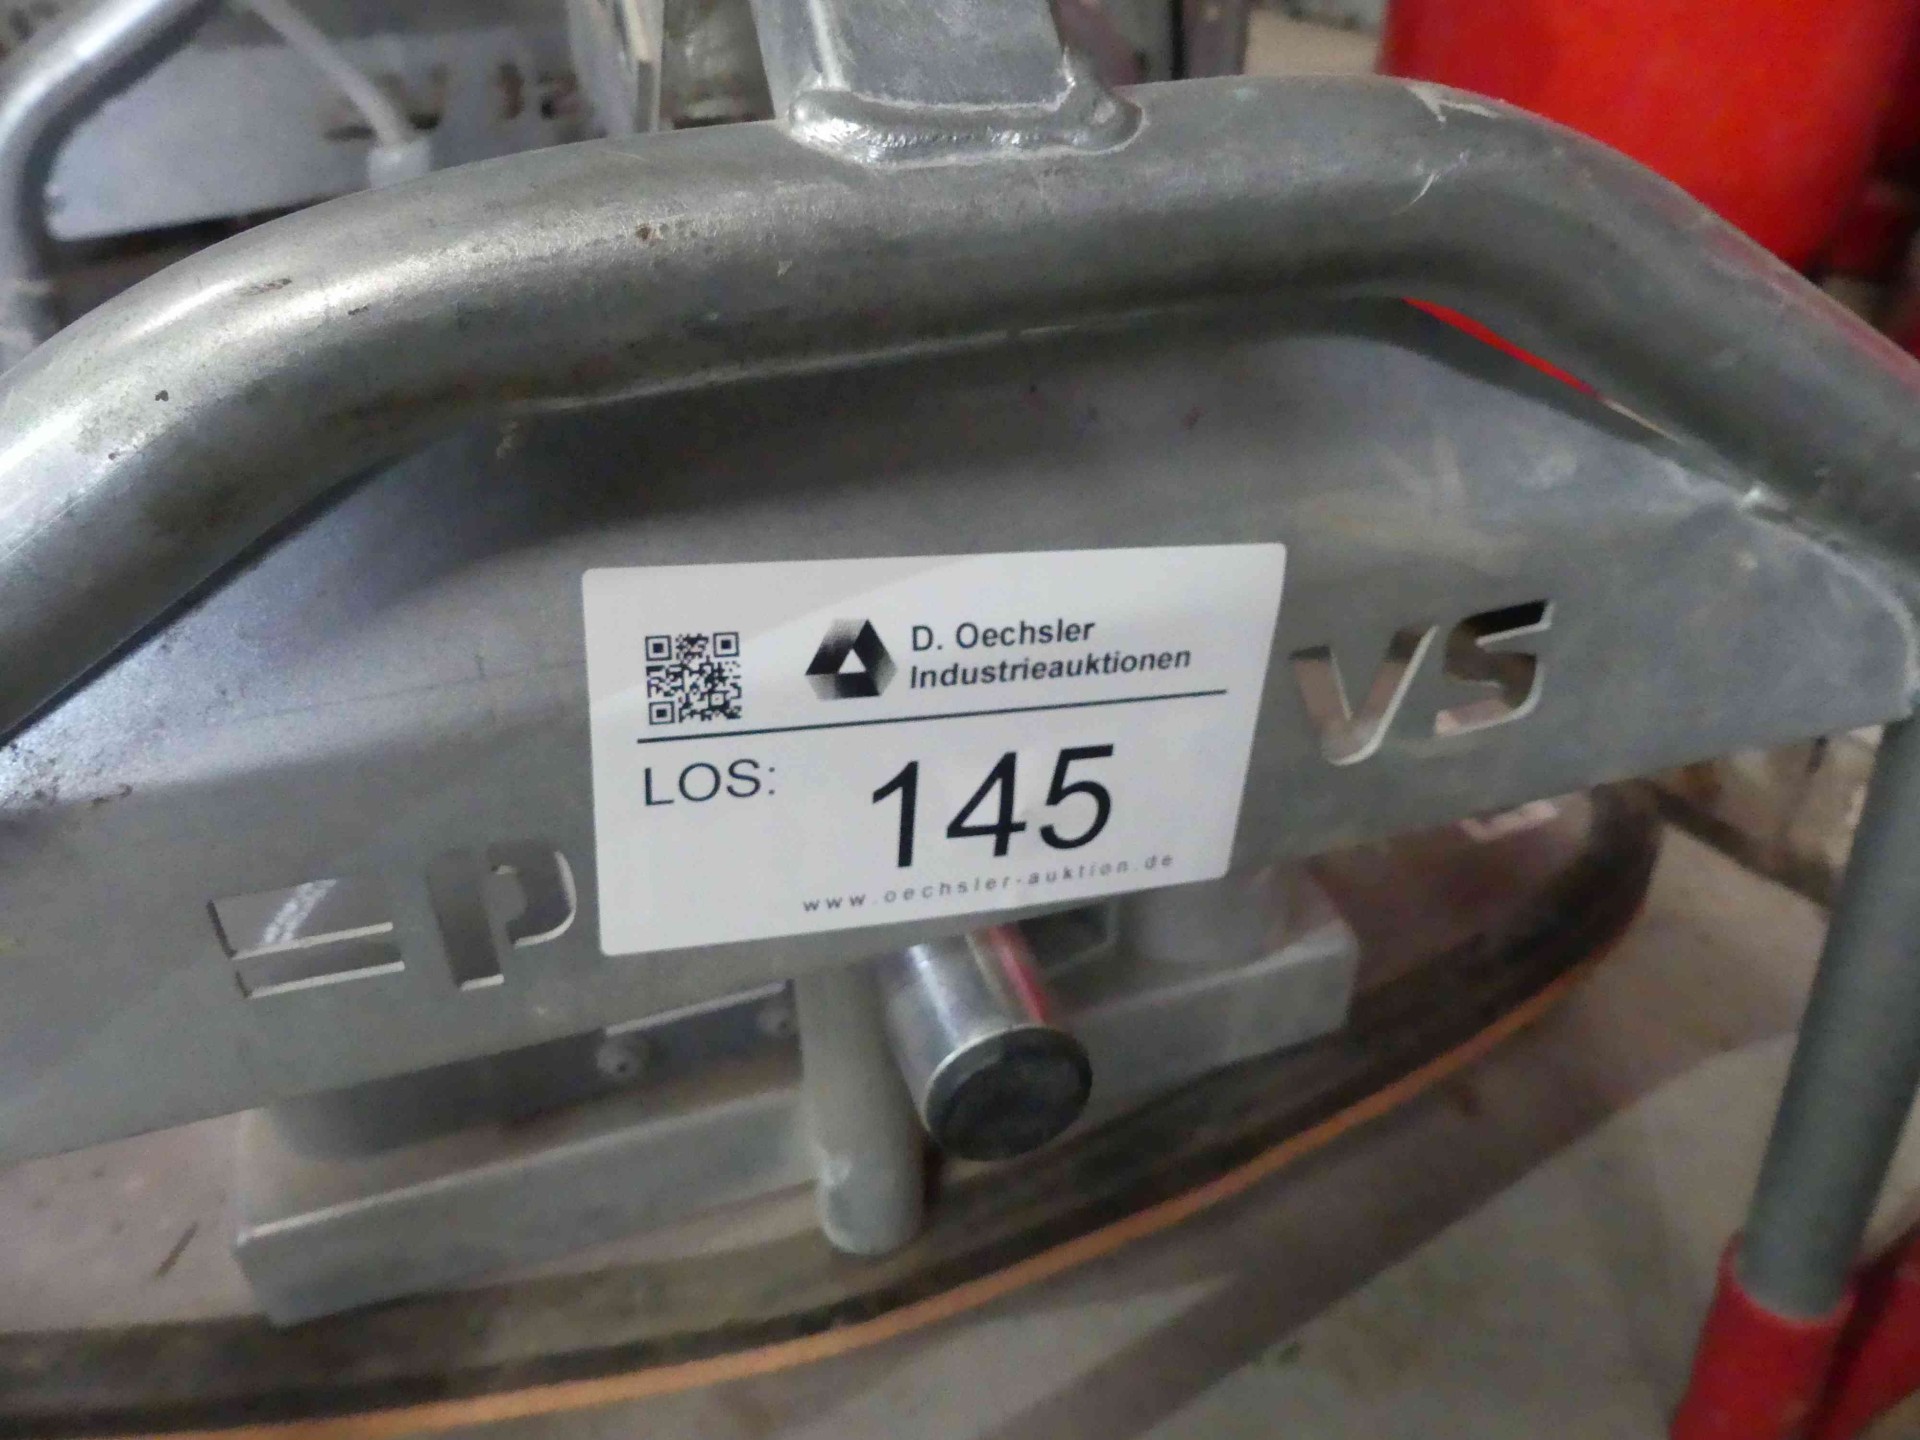 D. Oechsler
Industrieauktionen
LOS: 145
www.oechsler-auktion.de
VS